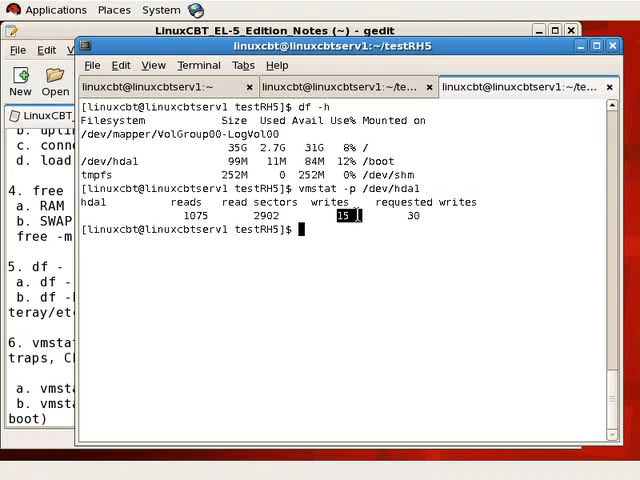 Applications Places System
LinuxCBT_EL-5_Edition_Notes (~) - gedit
linuxcbt@linuxcbtserv1:~/testRH5
File Edit
File Edit View Terminal Tabs Help
New Open
linuxcbt@linuxcbtserv1:~
linuxcbt@linuxcbtserv1:~/te...
linuxcbt@linuxcbtserv1:~/te...
LinuxCBT_
b. uptim
c. conne
d. load
4. free
a. RAM
b. SWAP
free -m
5. df -
a. df -
b. df -h
teray/etc
6. vmstat
traps, CP
a. vmsta
b. vmsta
boot)
[linuxcbt@linuxcbtserv1 testRH5]$ df -h
Filesystem Size Used Avail Use% Mounted on
/dev/mapper/VolGroup00-LogVol00
35G 2.7G 31G 8% /
/dev/hda1 99M 11M 84M 12% /boot
tmpfs 252M 0 252M 0% /dev/shm
[linuxcbt@linuxcbtserv1 testRH5]$ vmstat -p /dev/hda1
hda1 reads read sectors writes requested writes
1075 2902 15 30
[linuxcbt@linuxcbtserv1 testRH5]$